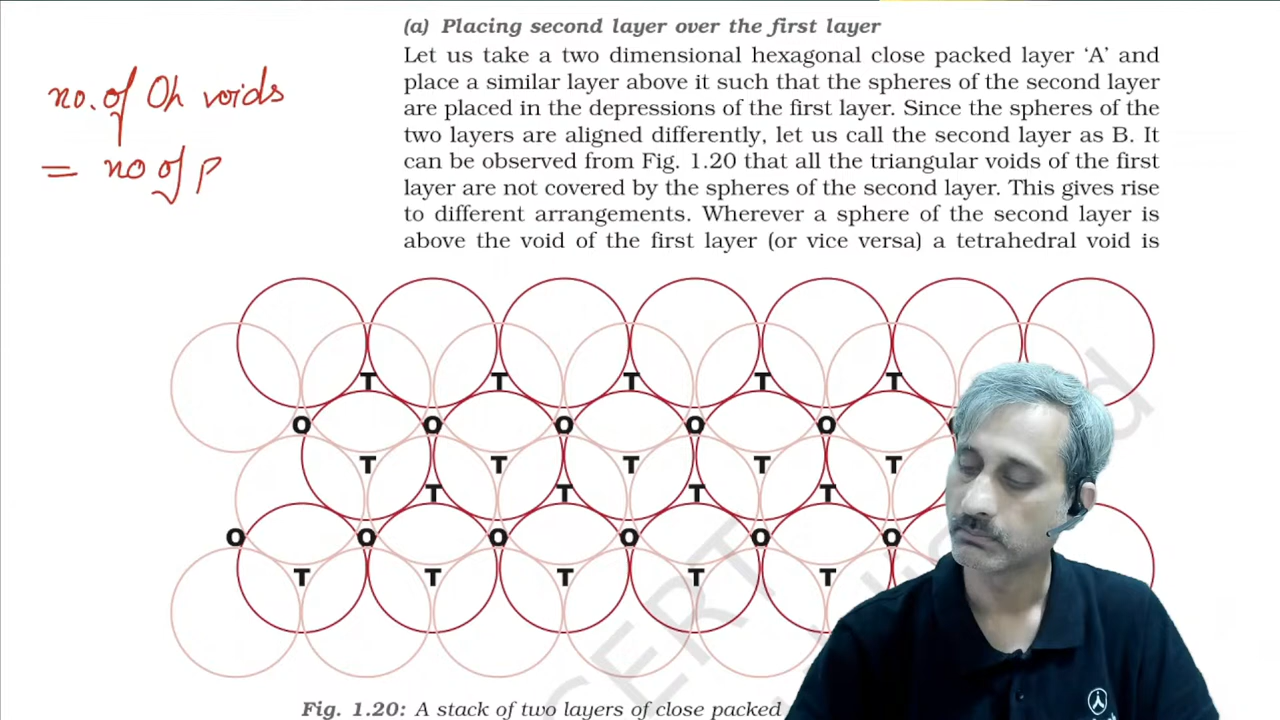 (a) Placing second layer over the first layer
Let us take a two dimensional hexagonal close packed layer ‘A’ and
place a similar layer above it such that the spheres of the second layer
are placed in the depressions of the first layer. Since the spheres of the
two layers are aligned differently, let us call the second layer as B. It
can be observed from Fig. 1.20 that all the triangular voids of the first
layer are not covered by the spheres of the second layer. This gives rise
to different arrangements. Wherever a sphere of the second layer is
above the void of the first layer (or vice versa) a tetrahedral void is
no. of Oh voids
= no of p
T T T T T
O O O O O
T T T T T
T T T T
O O O O O O
T T T T T
Fig. 1.20: A stack of two layers of close packed